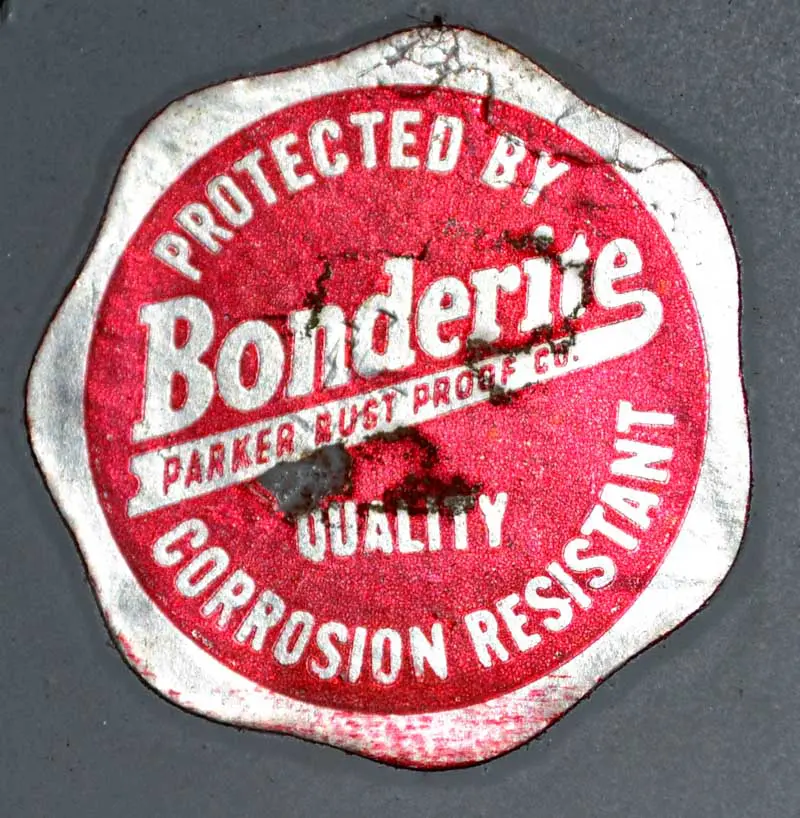 PROTECTED BY
Bonderite
PARKER RUST PROOF CO.
QUALITY
CORROSION RESISTANT